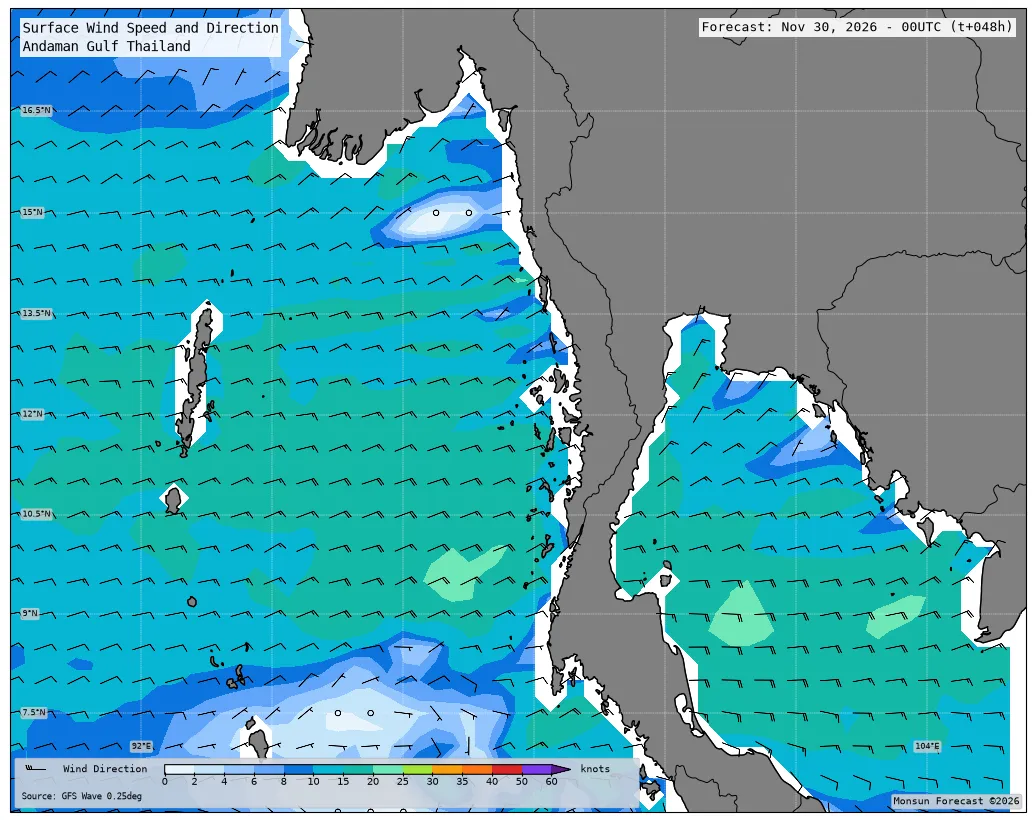 Surface Wind Speed and Direction
Andaman Gulf Thailand
Forecast: Nov 30, 2026 - 00UTC (t+048h)
16.5°N
15°N
13.5°N
12°N
10.5°N
9°N
7.5°N
92°E
104°E
Wind Direction
knots
0 2 4 6 8 10 15 20 25 30 35 40 50 60
Source: GFS Wave 0.25deg
Monsun Forecast ©2026